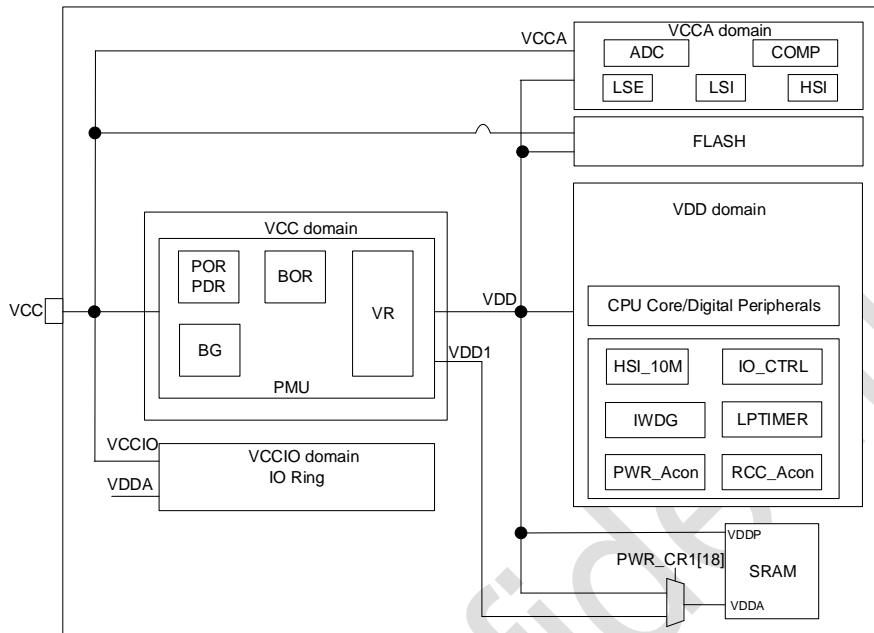 VCCA domain
VCCA
ADC
COMP
LSE
LSI
HSI
FLASH
VCC domain
VDD domain
POR
PDR
BOR
VR
VCC
VDD
CPU Core/Digital Peripherals
BG
VDD1
HSI_10M
IO_CTRL
PMU
IWDG
LPTIMER
VCCIO
VCCIO domain
IO Ring
PWR_Acon
RCC_Acon
VDDA
VDDP
PWR_CR1[18]
SRAM
VDDA